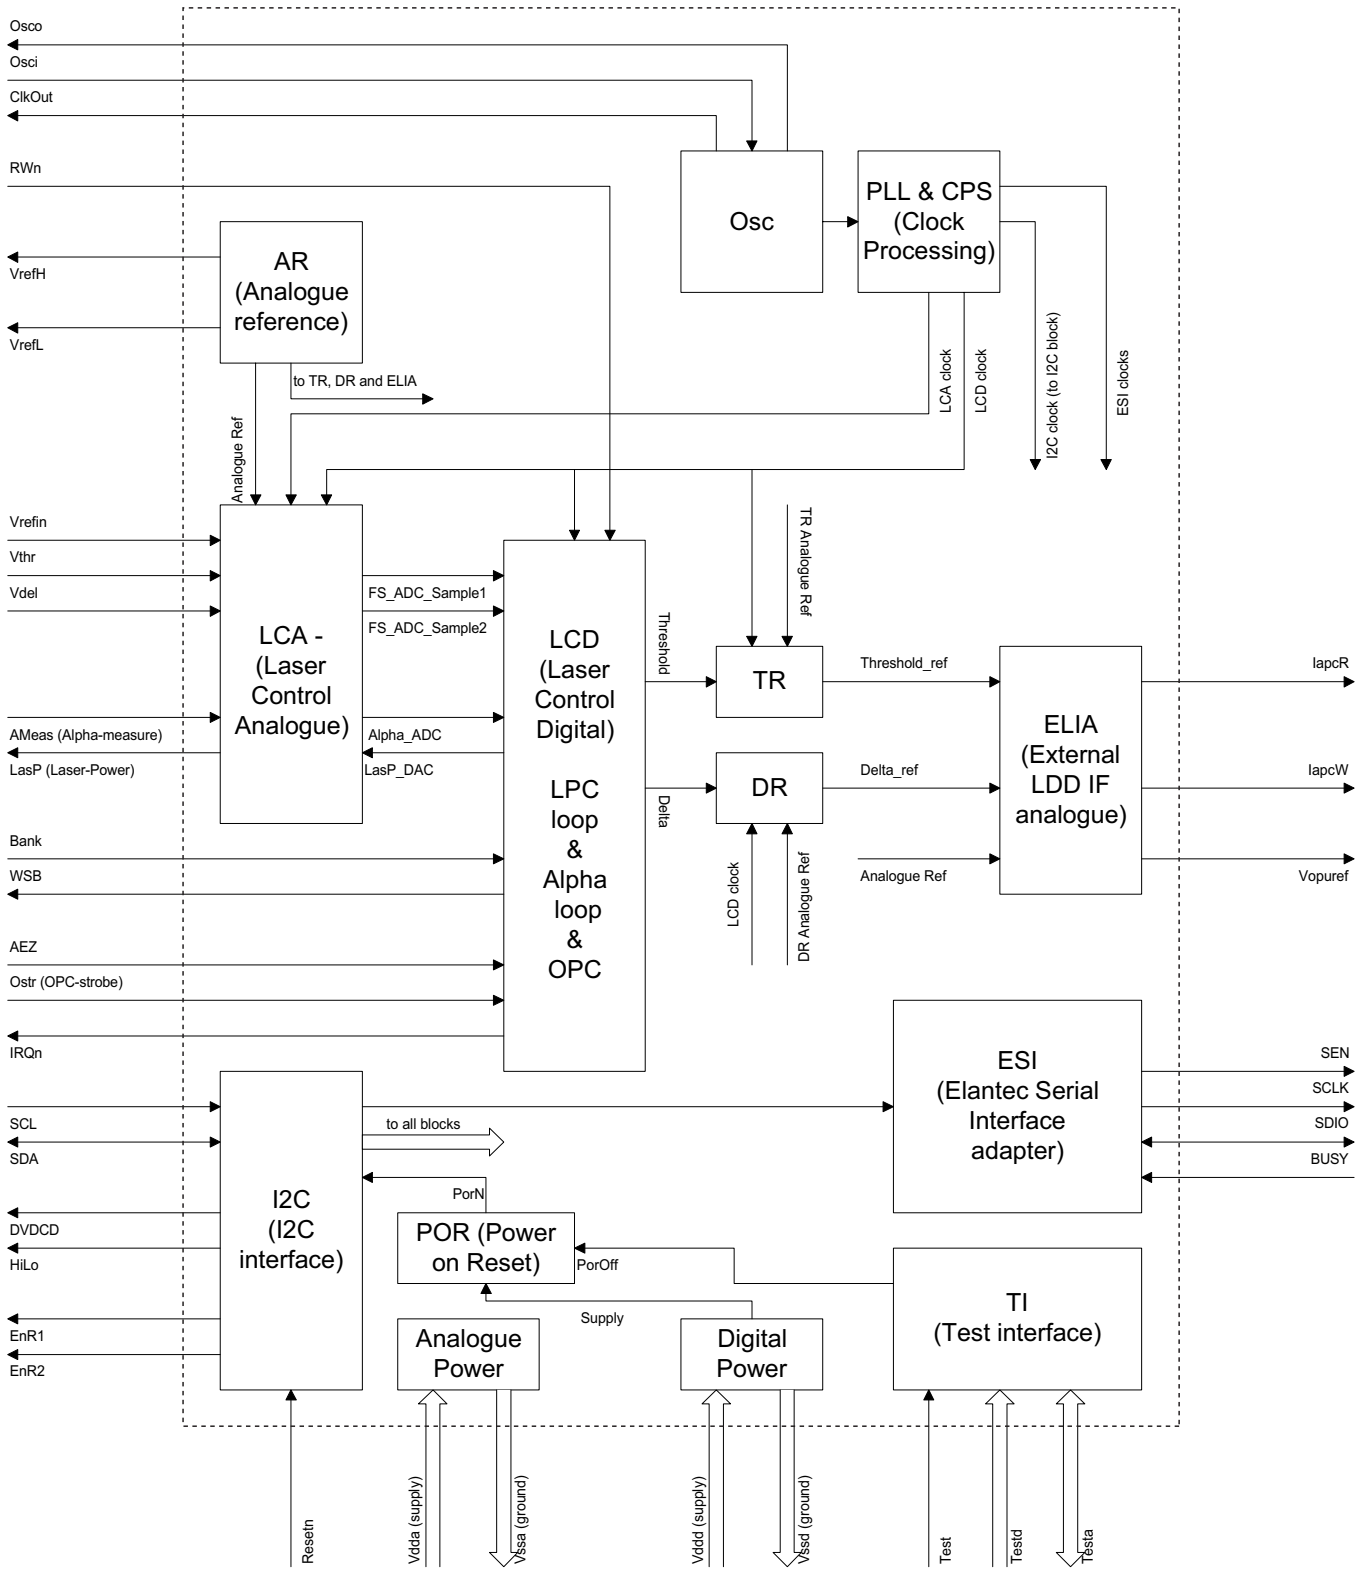 Osco
Osci
ClkOut
RWn
Osc
PLL & CPS
(Clock
Processing)
AR
(Analogue
reference)
VrefH
VrefL
to TR, DR and ELIA
Analogue Ref
LCA clock
LCD clock
I2C clock (to I2C block)
ESI clocks
Vrefin
Vthr
Vdel
AMeas (Alpha-measure)
LasP (Laser-Power)
LCA -
(Laser
Control
Analogue)
FS_ADC_Sample1
FS_ADC_Sample2
Alpha_ADC
LasP_DAC
LCD
(Laser
Control
Digital)
LPC
loop
&
Alpha
loop
&
OPC
Threshold
Delta
TR Analogue Ref
TR
DR
LCD clock
DR Analogue Ref
Threshold_ref
Delta_ref
Analogue Ref
ELIA
(External
LDD IF
analogue)
IapcR
IapcW
Vopuref
Bank
WSB
AEZ
Ostr (OPC-strobe)
IRQn
SCL
SDA
DVDCD
HiLo
EnR1
EnR2
I2C
(I2C
interface)
to all blocks
PorN
POR (Power
on Reset)
PorOff
Supply
Analogue
Power
Digital
Power
ESI
(Elantec Serial
Interface
adapter)
SEN
SCLK
SDIO
BUSY
TI
(Test interface)
Resetn
Vdda (supply)
Vssa (ground)
Vddd (supply)
Vssd (ground)
Test
Testd
Testa